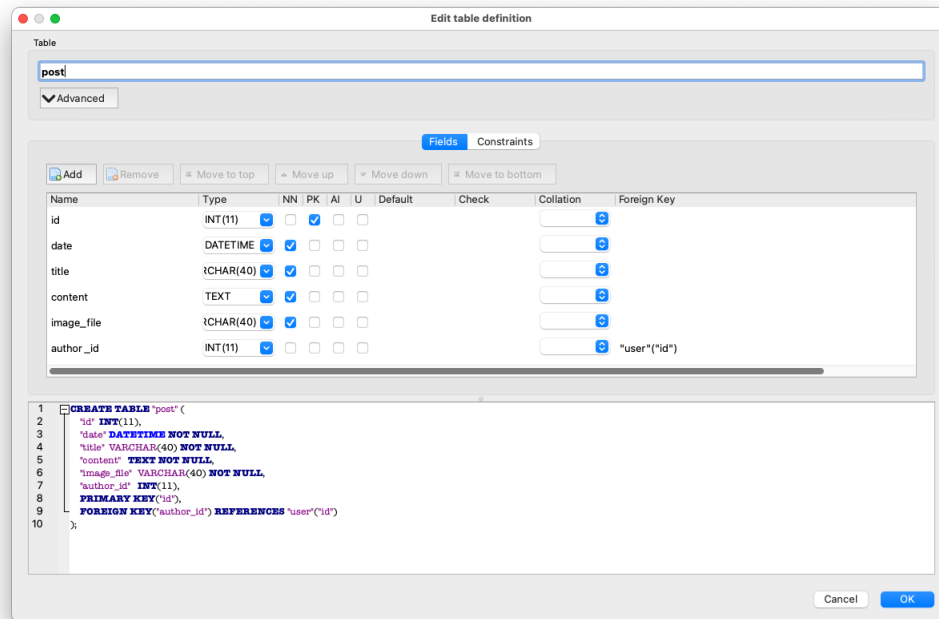 Edit table definition
Table
post
Advanced
Fields Constraints
Add Remove Move to top Move up Move down Move to bottom
Name Type NN PK AI U Default Check Collation Foreign Key
id INT(11)
date DATETIME
title RCHAR(40)
content TEXT
image_file RCHAR(40)
author_id INT(11) "user"("id")
1 CREATE TABLE "post" (
2 "id" INT(11),
3 "date" DATETIME NOT NULL,
4 "title" VARCHAR(40) NOT NULL,
5 "content" TEXT NOT NULL,
6 "image_file" VARCHAR(40) NOT NULL,
7 "author_id" INT(11),
8 PRIMARY KEY("id"),
9 FOREIGN KEY("author_id") REFERENCES "user"("id")
10 );
Cancel OK